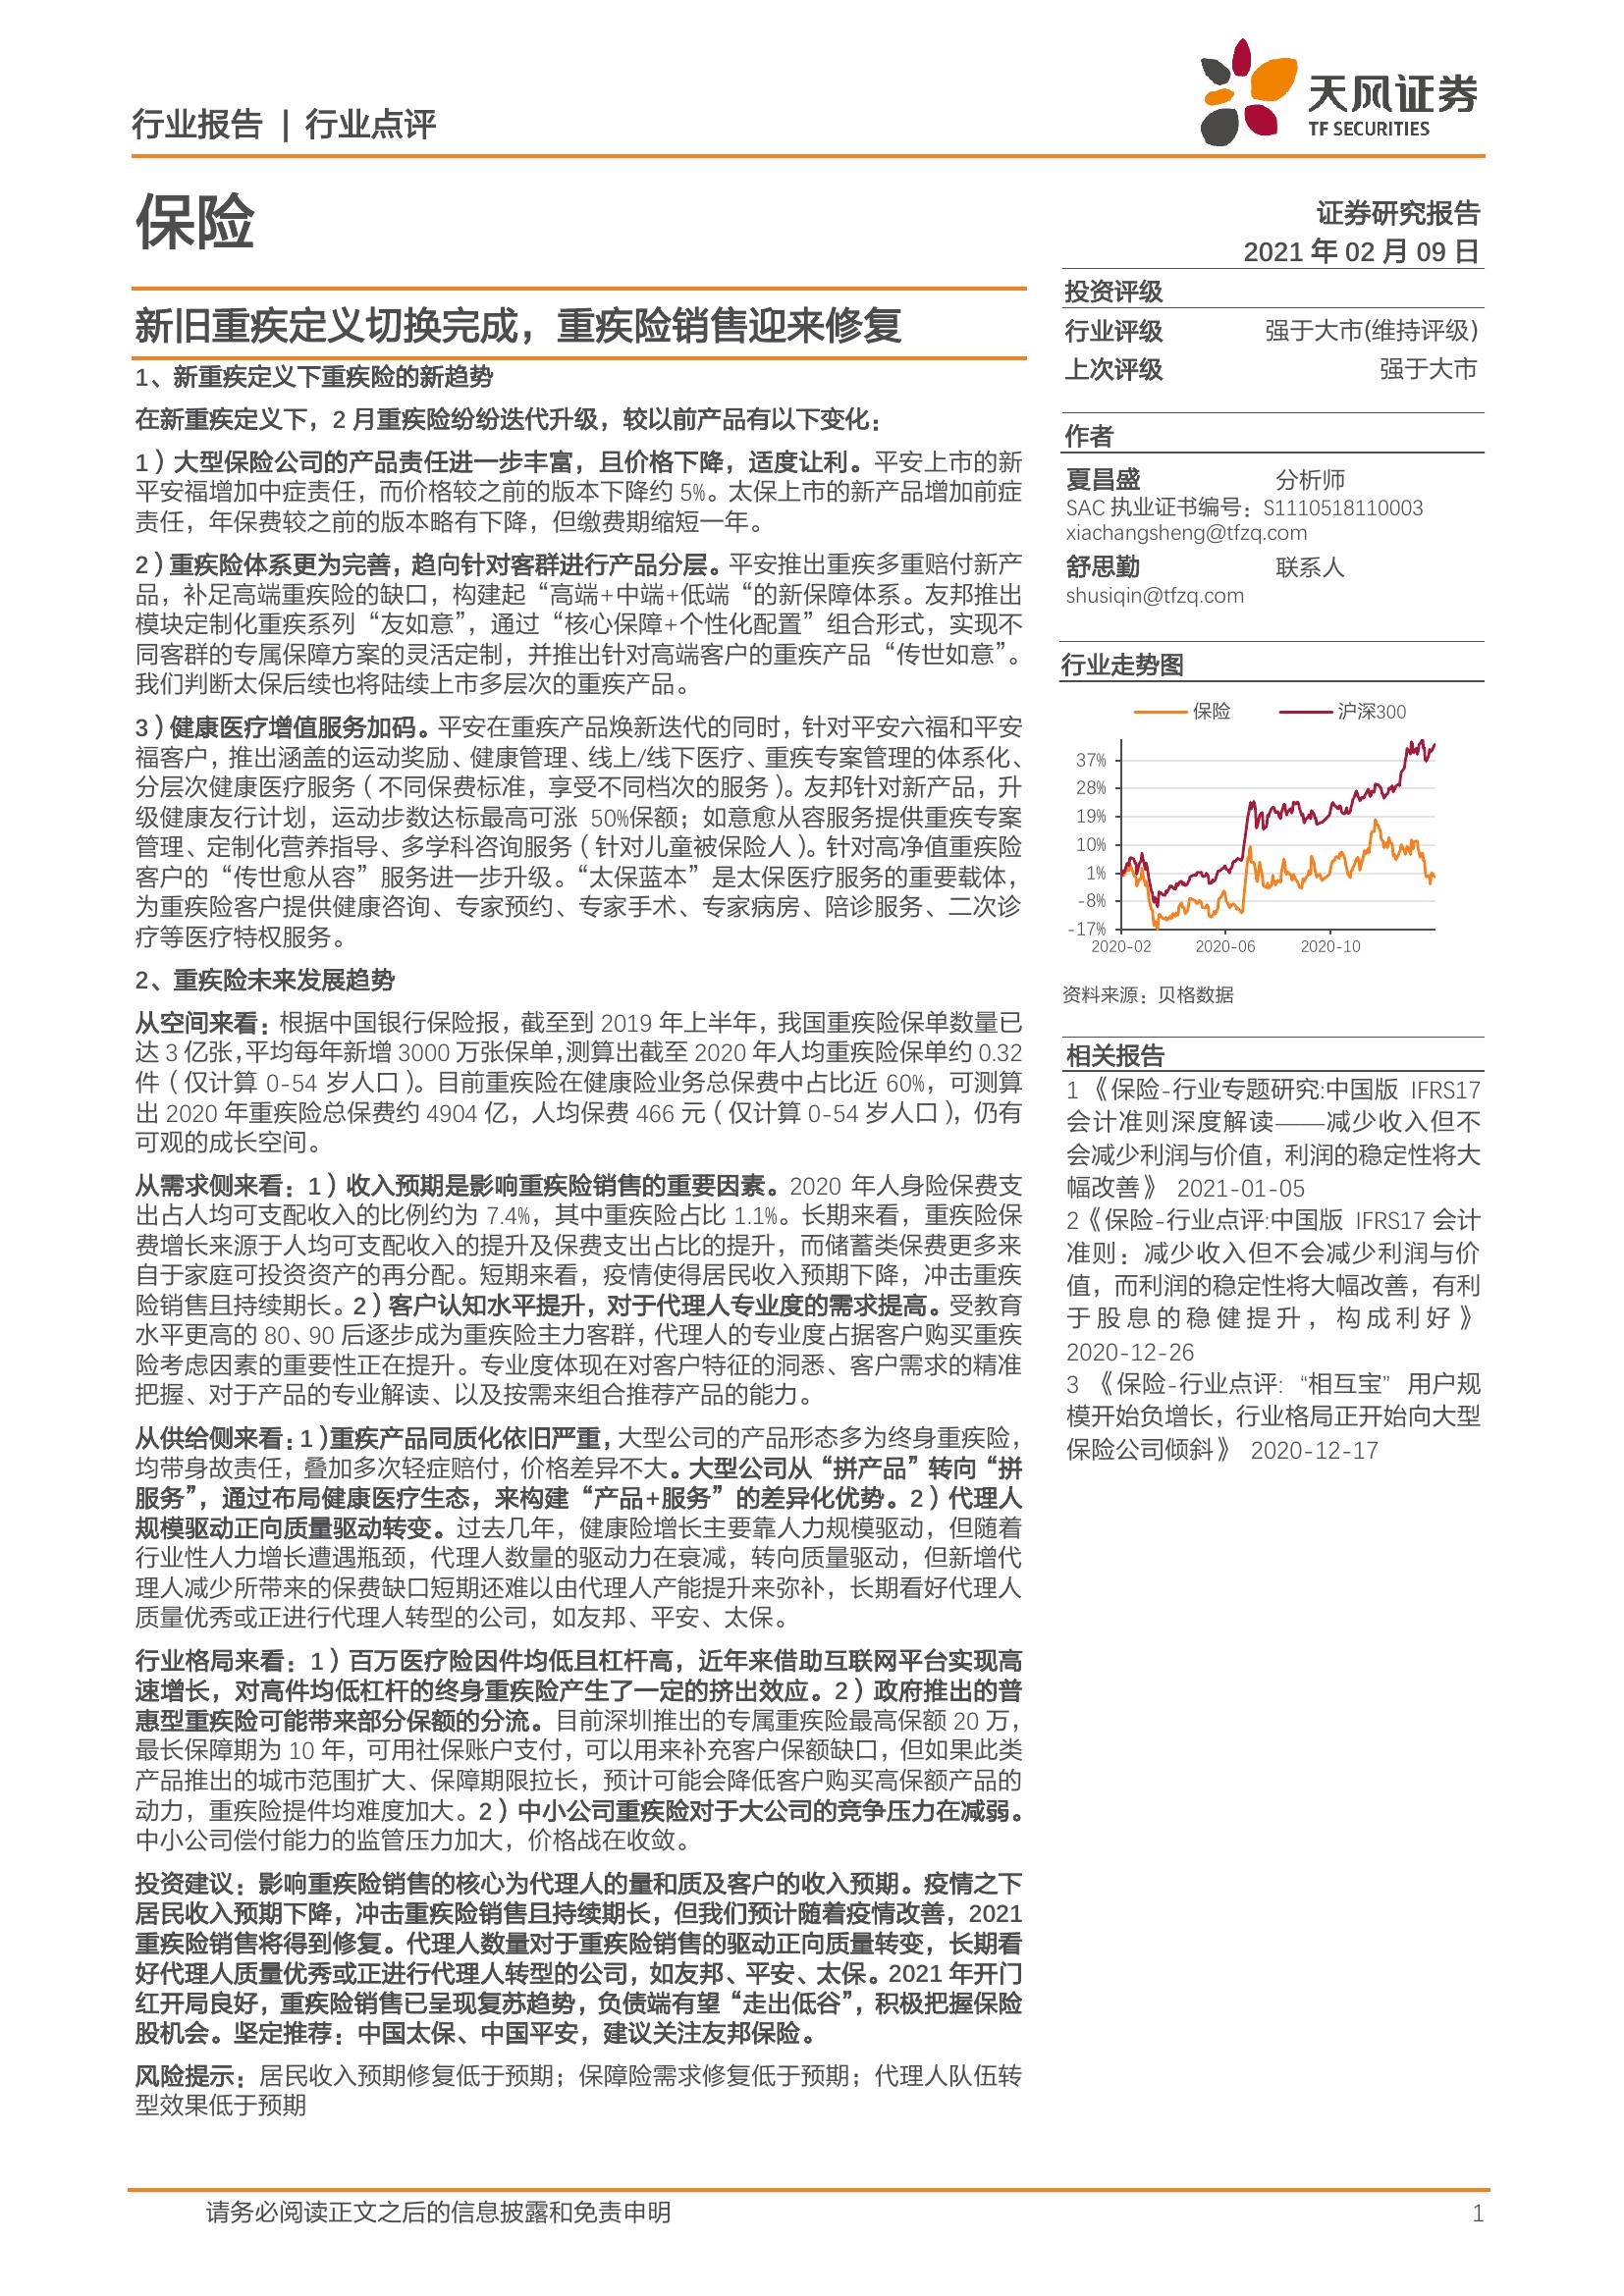 行业报告 | 行业点评
天风证券
TF SECURITIES
保险
证券研究报告
2021 年 02 月 09 日
新旧重疾定义切换完成，重疾险销售迎来修复
1、新重疾定义下重疾险的新趋势
在新重疾定义下，2 月重疾险纷纷迭代升级，较以前产品有以下变化：
1）大型保险公司的产品责任进一步丰富，且价格下降，适度让利。平安上市的新
平安福增加中症责任，而价格较之前的版本下降约 5%。太保上市的新产品增加前症
责任，年保费较之前的版本略有下降，但缴费期缩短一年。
2）重疾险体系更为完善，趋向针对客群进行产品分层。平安推出重疾多重赔付新产
品，补足高端重疾险的缺口，构建起“高端+中端+低端“的新保障体系。友邦推出
模块定制化重疾系列“友如意”，通过“核心保障+个性化配置”组合形式，实现不
同客群的专属保障方案的灵活定制，并推出针对高端客户的重疾产品“传世如意”。
我们判断太保后续也将陆续上市多层次的重疾产品。
3）健康医疗增值服务加码。平安在重疾产品焕新迭代的同时，针对平安六福和平安
福客户，推出涵盖的运动奖励、健康管理、线上/线下医疗、重疾专案管理的体系化、
分层次健康医疗服务（不同保费标准，享受不同档次的服务）。友邦针对新产品，升
级健康友行计划，运动步数达标最高可涨 50%保额；如意愈从容服务提供重疾专案
管理、定制化营养指导、多学科咨询服务（针对儿童被保险人）。针对高净值重疾险
客户的“传世愈从容”服务进一步升级。“太保蓝本”是太保医疗服务的重要载体，
为重疾险客户提供健康咨询、专家预约、专家手术、专家病房、陪诊服务、二次诊
疗等医疗特权服务。
2、重疾险未来发展趋势
从空间来看：根据中国银行保险报，截至到 2019 年上半年，我国重疾险保单数量已
达 3 亿张，平均每年新增 3000 万张保单，测算出截至 2020 年人均重疾险保单约 0.32
件（仅计算 0-54 岁人口）。目前重疾险在健康险业务总保费中占比近 60%，可测算
出 2020 年重疾险总保费约 4904 亿，人均保费 466 元（仅计算 0-54 岁人口），仍有
可观的成长空间。
从需求侧来看：1）收入预期是影响重疾险销售的重要因素。2020 年人身险保费支
出占人均可支配收入的比例约为 7.4%，其中重疾险占比 1.1%。长期来看，重疾险保
费增长来源于人均可支配收入的提升及保费支出占比的提升，而储蓄类保费更多来
自于家庭可投资资产的再分配。短期来看，疫情使得居民收入预期下降，冲击重疾
险销售且持续期长。2）客户认知水平提升，对于代理人专业度的需求提高。受教育
水平更高的 80、90 后逐步成为重疾险主力客群，代理人的专业度占据客户购买重疾
险考虑因素的重要性正在提升。专业度体现在对客户特征的洞悉、客户需求的精准
把握、对于产品的专业解读、以及按需来组合推荐产品的能力。
从供给侧来看：1）重疾产品同质化依旧严重，大型公司的产品形态多为终身重疾险，
均带身故责任，叠加多次轻症赔付，价格差异不大。大型公司从“拼产品”转向“拼
服务”，通过布局健康医疗生态，来构建“产品+服务”的差异化优势。2）代理人
规模驱动正向质量驱动转变。过去几年，健康险增长主要靠人力规模驱动，但随着
行业性人力增长遭遇瓶颈，代理人数量的驱动力在衰减，转向质量驱动，但新增代
理人减少所带来的保费缺口短期还难以由代理人产能提升来弥补，长期看好代理人
质量优秀或正进行代理人转型的公司，如友邦、平安、太保。
行业格局来看：1）百万医疗险因件均低且杠杆高，近年来借助互联网平台实现高
速增长，对高件均低杠杆的终身重疾险产生了一定的挤出效应。2）政府推出的普
惠型重疾险可能带来部分保额的分流。目前深圳推出的专属重疾险最高保额 20 万，
最长保障期为 10 年，可用社保账户支付，可以用来补充客户保额缺口，但如果此类
产品推出的城市范围扩大、保障期限拉长，预计可能会降低客户购买高保额产品的
动力，重疾险提件均难度加大。2）中小公司重疾险对于大公司的竞争压力在减弱。
中小公司偿付能力的监管压力加大，价格战在收敛。
投资建议：影响重疾险销售的核心为代理人的量和质及客户的收入预期。疫情之下
居民收入预期下降，冲击重疾险销售且持续期长，但我们预计随着疫情改善，2021
重疾险销售将得到修复。代理人数量对于重疾险销售的驱动正向质量转变，长期看
好代理人质量优秀或正进行代理人转型的公司，如友邦、平安、太保。2021 年开门
红开局良好，重疾险销售已呈现复苏趋势，负债端有望“走出低谷”，积极把握保险
股机会。坚定推荐：中国太保、中国平安，建议关注友邦保险。
风险提示：居民收入预期修复低于预期；保障险需求修复低于预期；代理人队伍转
型效果低于预期
投资评级
行业评级 强于大市(维持评级)
上次评级 强于大市
作者
夏昌盛 分析师
SAC 执业证书编号：S1110518110003
xiachangsheng@tfzq.com
舒思勤 联系人
shusiqin@tfzq.com
行业走势图
保险 沪深300
37%
28%
19%
10%
1%
-8%
-17%
2020-02 2020-06 2020-10
资料来源：贝格数据
相关报告
1 《保险-行业专题研究:中国版 IFRS17
会计准则深度解读——减少收入但不
会减少利润与价值，利润的稳定性将大
幅改善》 2021-01-05
2《保险-行业点评:中国版 IFRS17 会计
准则：减少收入但不会减少利润与价
值，而利润的稳定性将大幅改善，有利
于股息的稳健提升，构成利好》
2020-12-26
3 《保险-行业点评:“相互宝”用户规
模开始负增长，行业格局正开始向大型
保险公司倾斜》 2020-12-17
请务必阅读正文之后的信息披露和免责申明 1